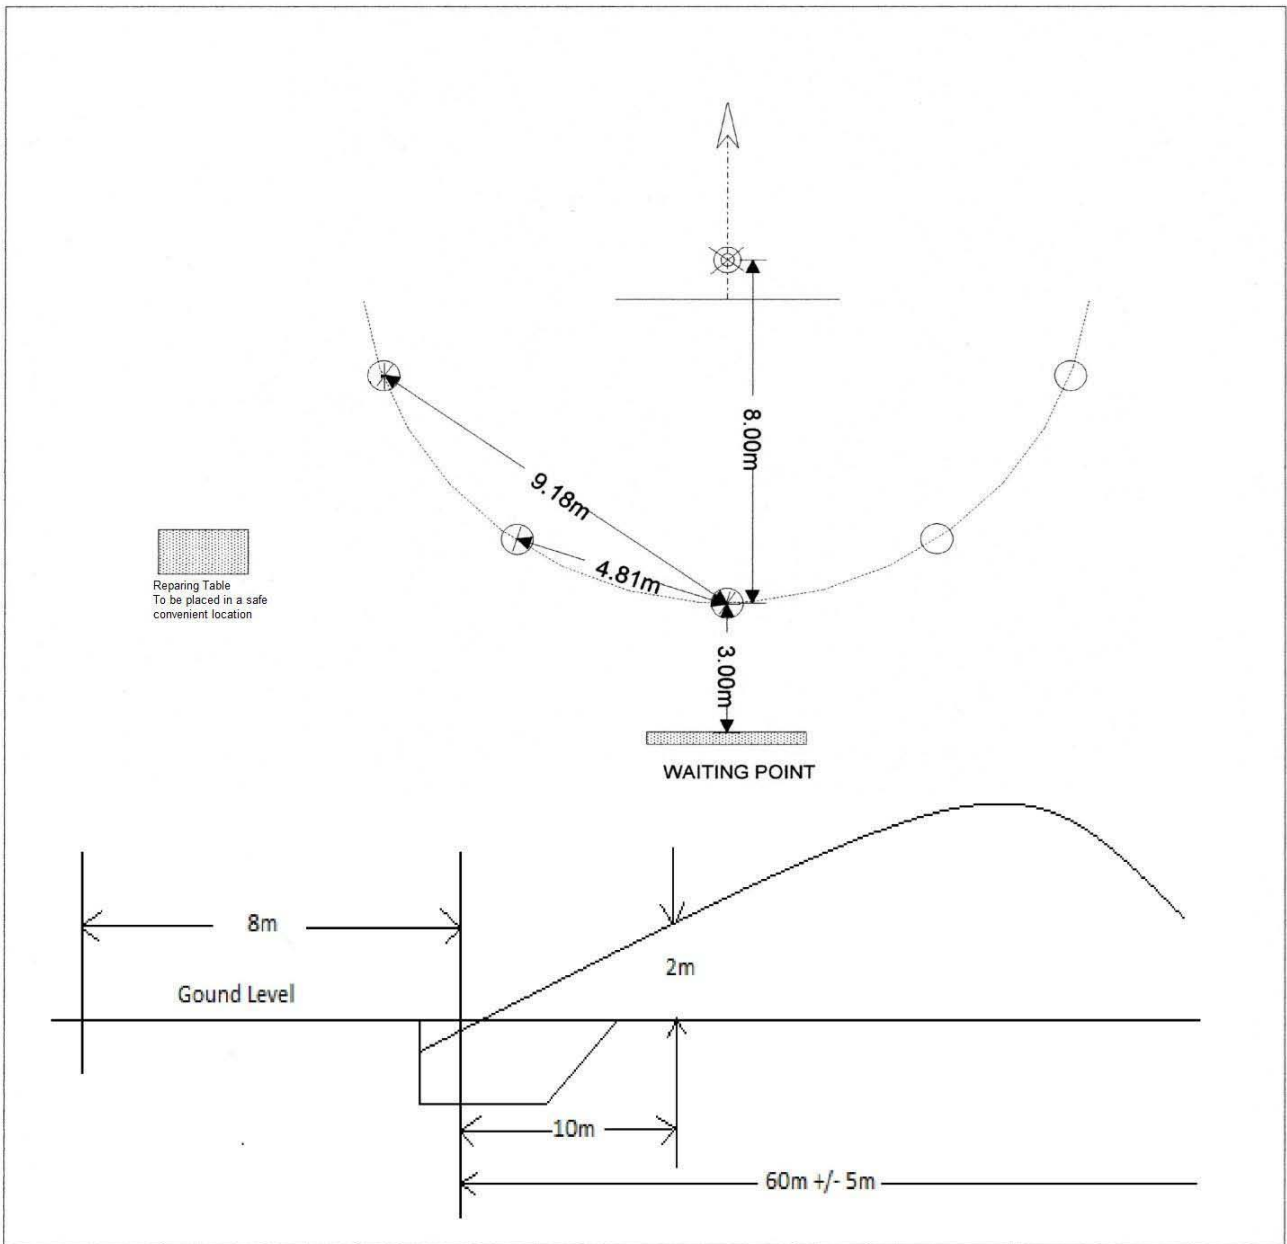 8.00m
9.18m
4.81m
Reparing Table
To be placed in a safe
convenient location
3.00m
WAITING POINT
8m
2m
Gound Level
10m
60m +/- 5m